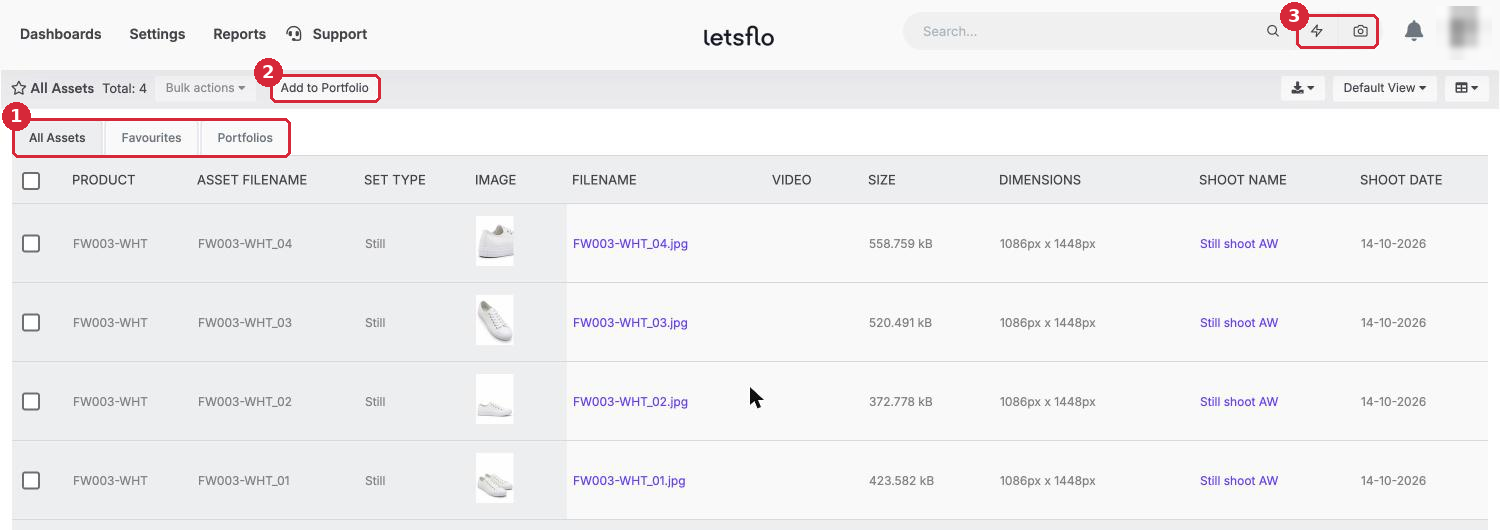 Dashboards Settings Reports Support letsflo Search... 3
All Assets Total: 4 Bulk actions 2 Add to Portfolio Default View
1 All Assets Favourites Portfolios
PRODUCT ASSET FILENAME SET TYPE IMAGE FILENAME VIDEO SIZE DIMENSIONS SHOOT NAME SHOOT DATE
FW003-WHT FW003-WHT_04 Still FW003-WHT_04.jpg 558.759 kB 1086px x 1448px Still shoot AW 14-10-2026
FW003-WHT FW003-WHT_03 Still FW003-WHT_03.jpg 520.491 kB 1086px x 1448px Still shoot AW 14-10-2026
FW003-WHT FW003-WHT_02 Still FW003-WHT_02.jpg 372.778 kB 1086px x 1448px Still shoot AW 14-10-2026
FW003-WHT FW003-WHT_01 Still FW003-WHT_01.jpg 423.582 kB 1086px x 1448px Still shoot AW 14-10-2026